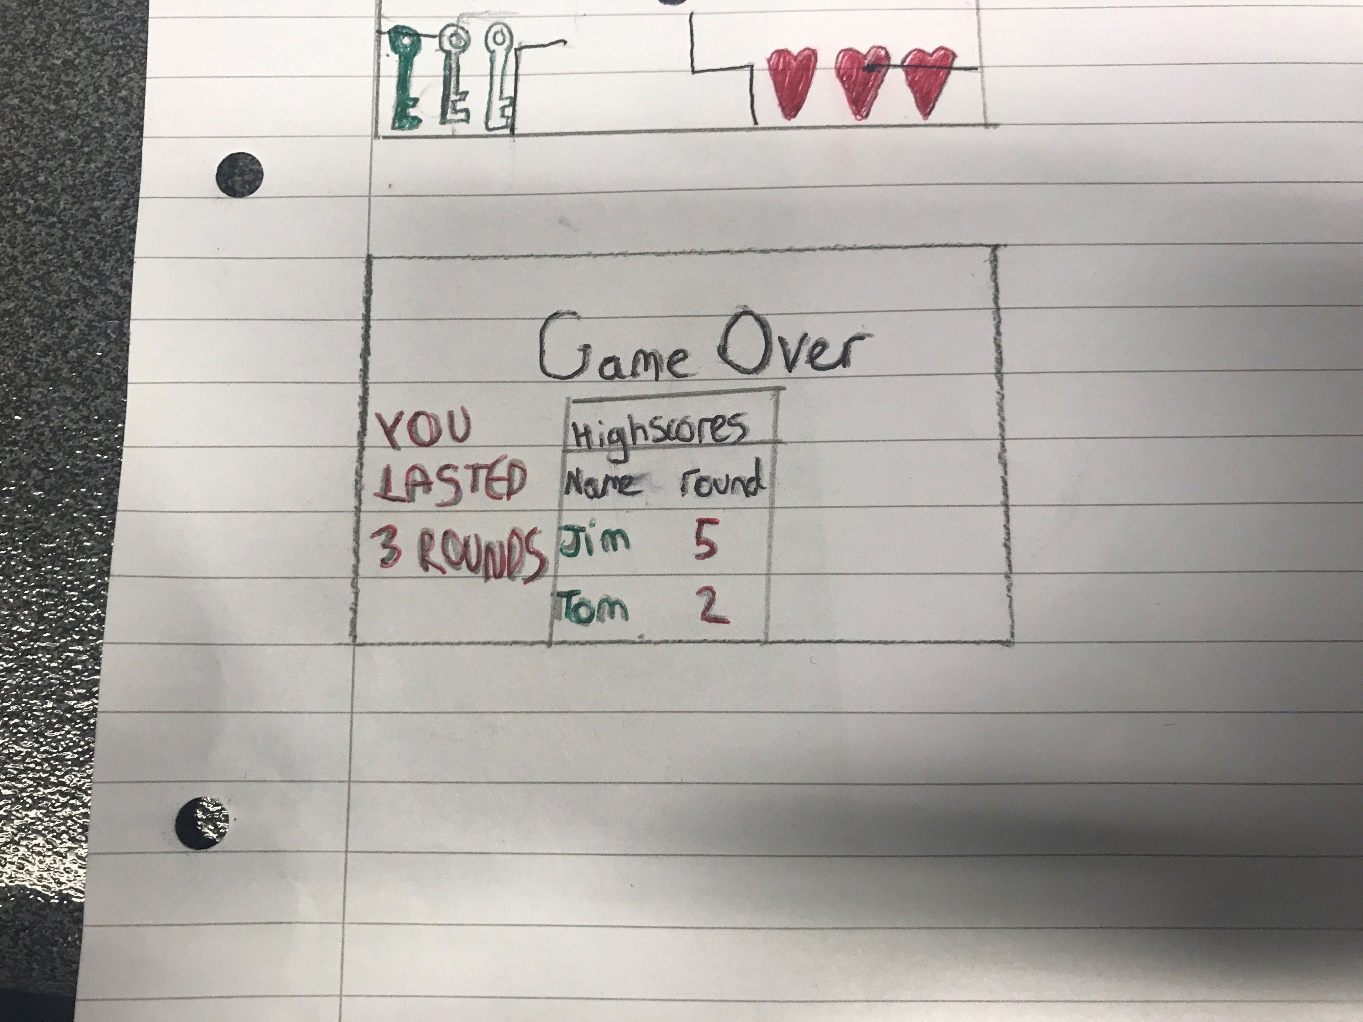 Game Over
YOU
LASTED
3 ROUNDS
Highscores
Name round
Jim 5
Tom 2